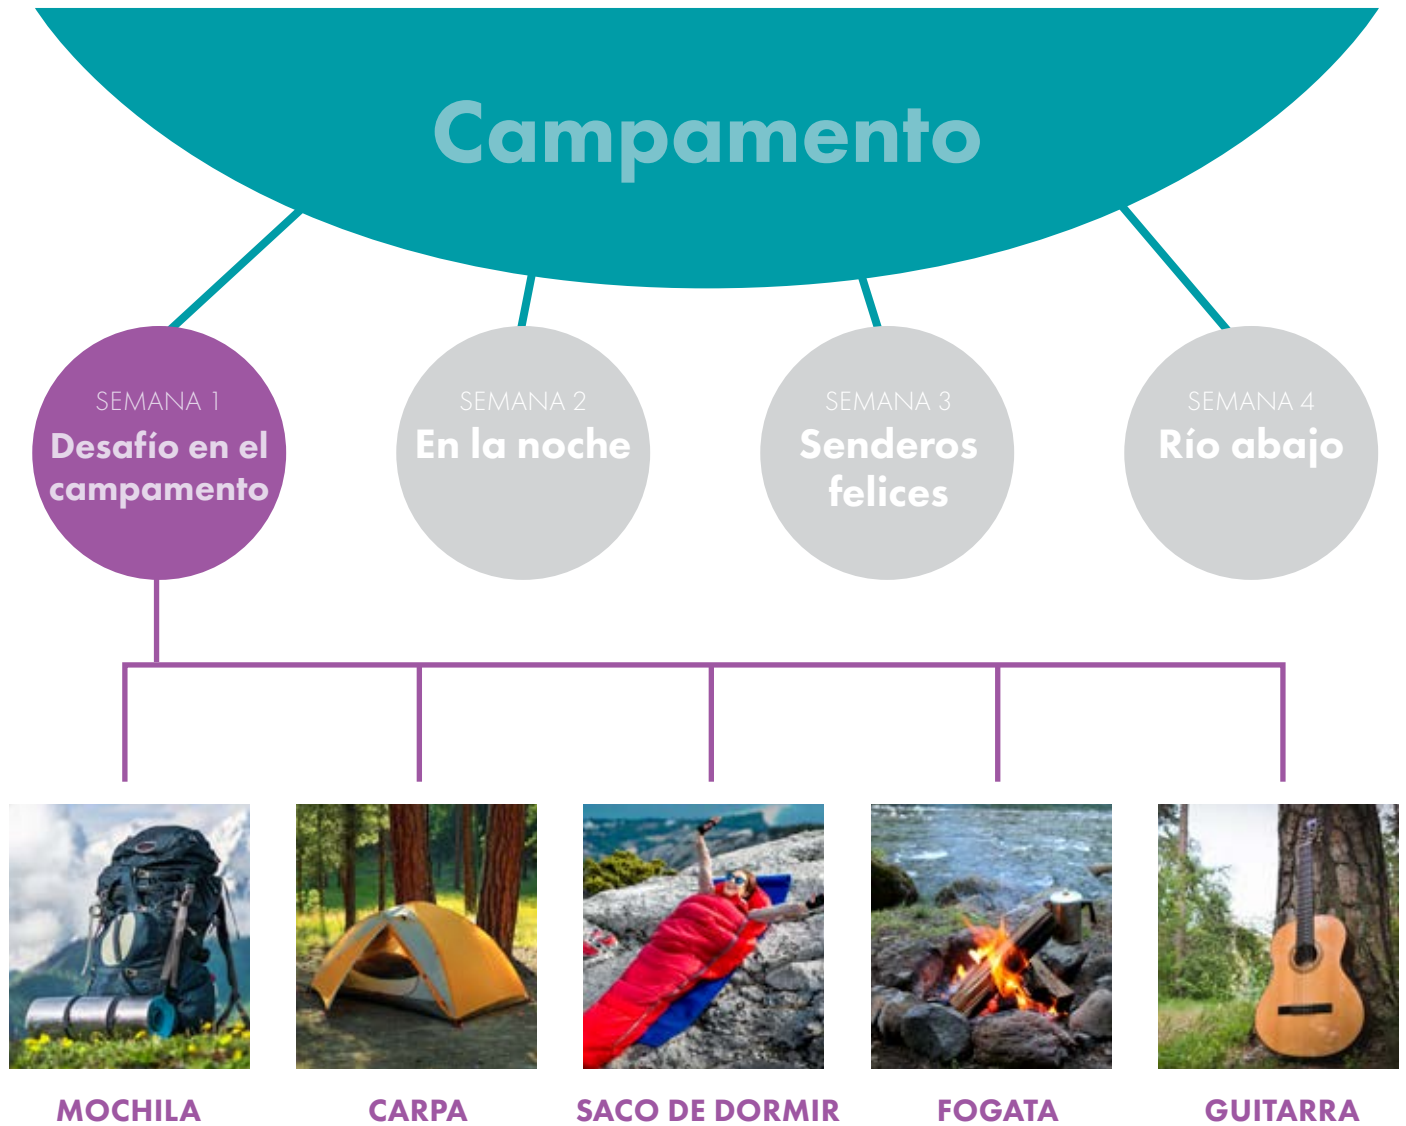 Campamento
SEMANA 1
Desafío en el
campamento
SEMANA 2
En la noche
SEMANA 3
Senderos
felices
SEMANA 4
Río abajo
MOCHILA
CARPA
SACO DE DORMIR
FOGATA
GUITARRA